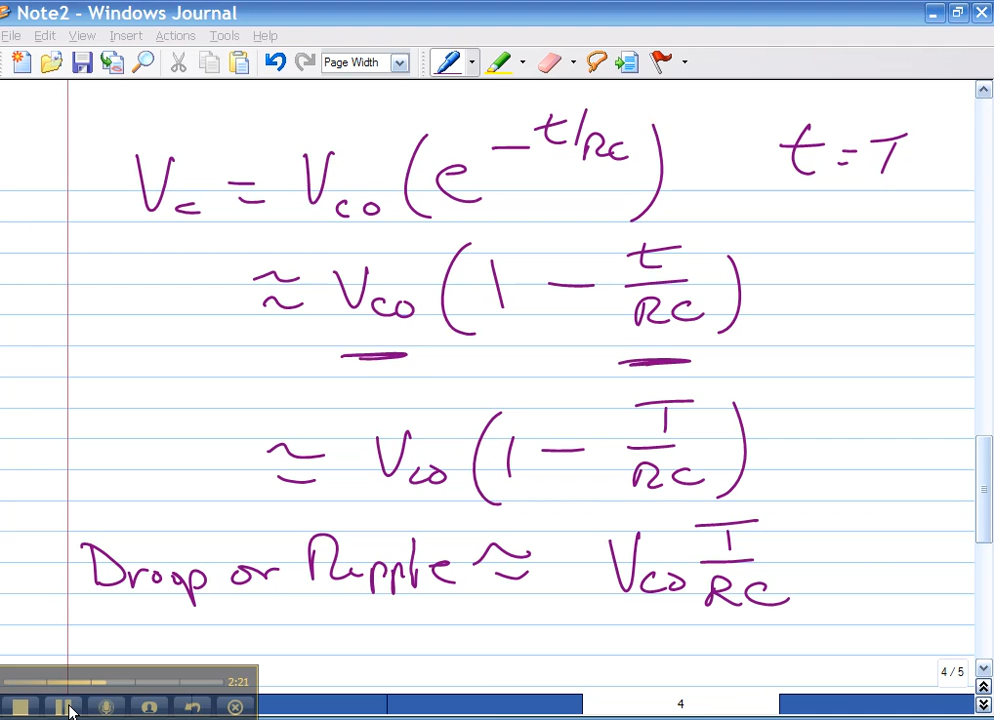 Note2 - Windows Journal
File Edit View Insert Actions Tools Help
Page Width
Vc = Vco (e^(-t/RC)) t = T
≈ Vco (1 - t/RC)
≅ Vco (1 - T/RC)
Droop or Ripple ≅ Vco T/RC
4 / 5
2:21
4